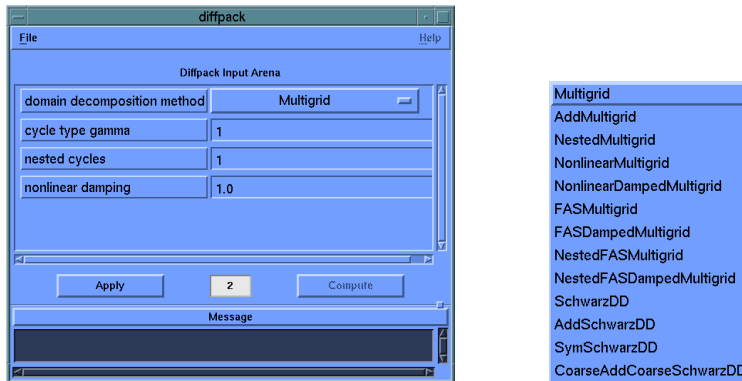 diffpack
File Help
Diffpack Input Arena
domain decomposition method Multigrid
cycle type gamma 1
nested cycles 1
nonlinear damping 1.0
Apply 2 Compute
Message
Multigrid
AddMultigrid
NestedMultigrid
NonlinearMultigrid
NonlinearDampedMultigrid
FASMultigrid
FASDampedMultigrid
NestedFASMultigrid
NestedFASDampedMultigrid
SchwarzDD
AddSchwarzDD
SymSchwarzDD
CoarseAddCoarseSchwarzDD